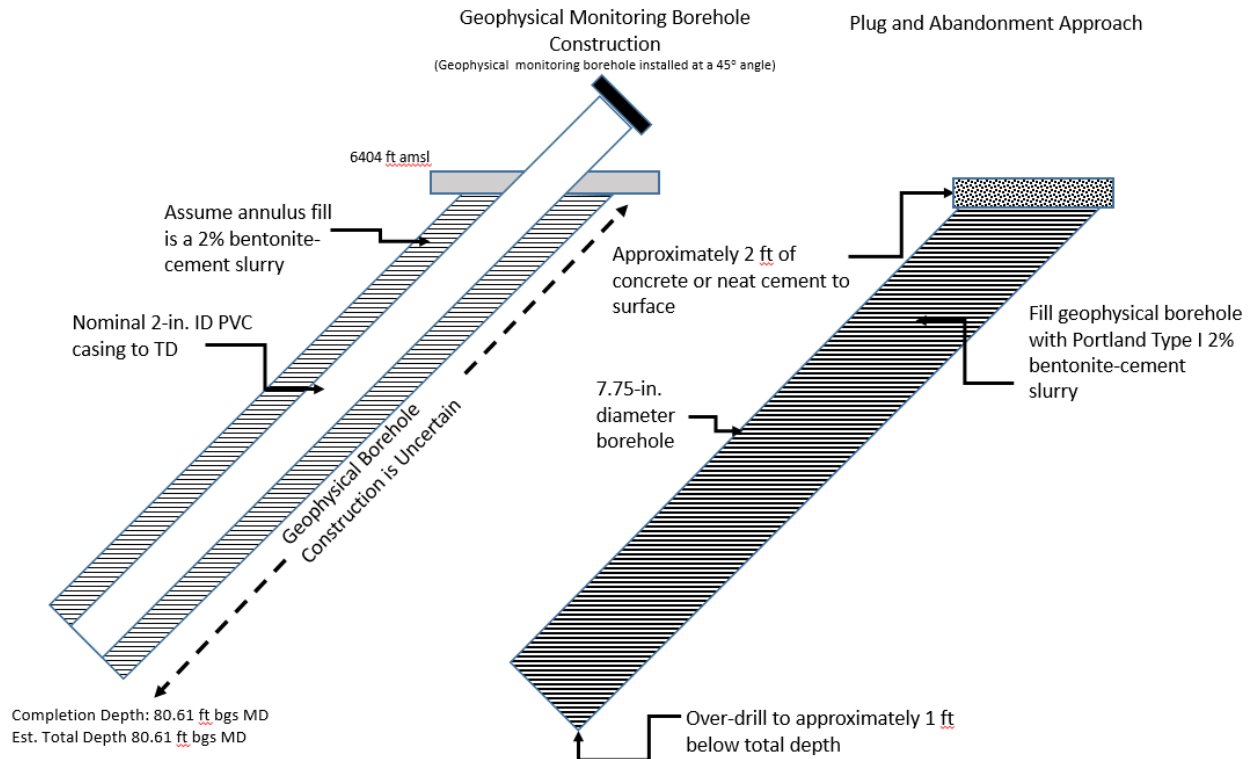 Geophysical Monitoring Borehole
Construction
(Geophysical monitoring borehole installed at a 45° angle)
Plug and Abandonment Approach
6404 ft amsl
Assume annulus fill
is a 2% bentonite-
cement slurry
Nominal 2-in. ID PVC
casing to TD
Geophysical Borehole
Construction is Uncertain
Completion Depth: 80.61 ft bgs MD
Est. Total Depth 80.61 ft bgs MD
Approximately 2 ft of
concrete or neat cement to
surface
7.75-in.
diameter
borehole
Fill geophysical borehole
with Portland Type I 2%
bentonite-cement
slurry
Over-drill to approximately 1 ft
below total depth